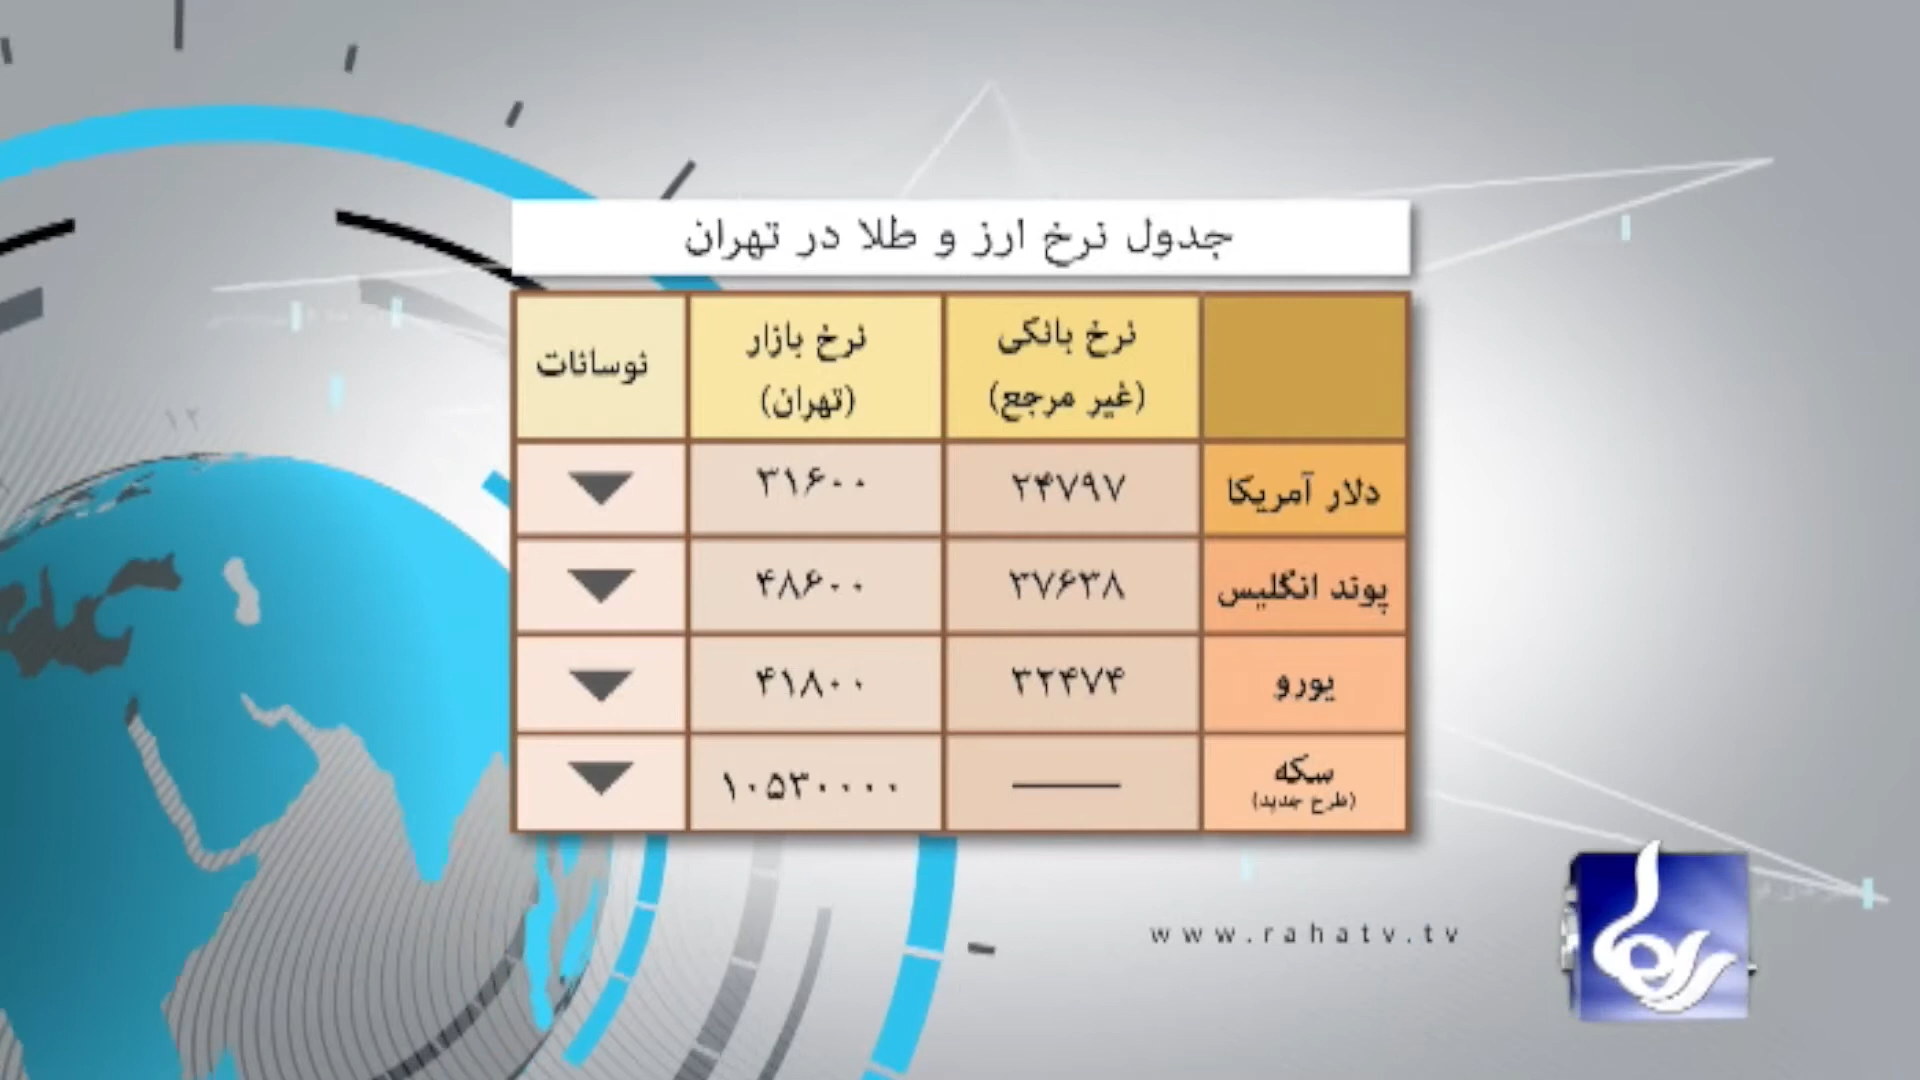 جدول نرخ ارز و طلا در تهران
نرخ بانکی
(غیر مرجع)
نرخ بازار
(تهران)
نوسانات
دلار آمریکا
۲۴۷۹۷
۳۱۶۰۰
پوند انگلیس
۳۷۶۳۸
۴۸۶۰۰
یورو
۳۲۴۷۴
۴۱۸۰۰
سکه
(طرح جدید)
۱۰۵۳۰۰۰۰
www.rahatv.tv
رها